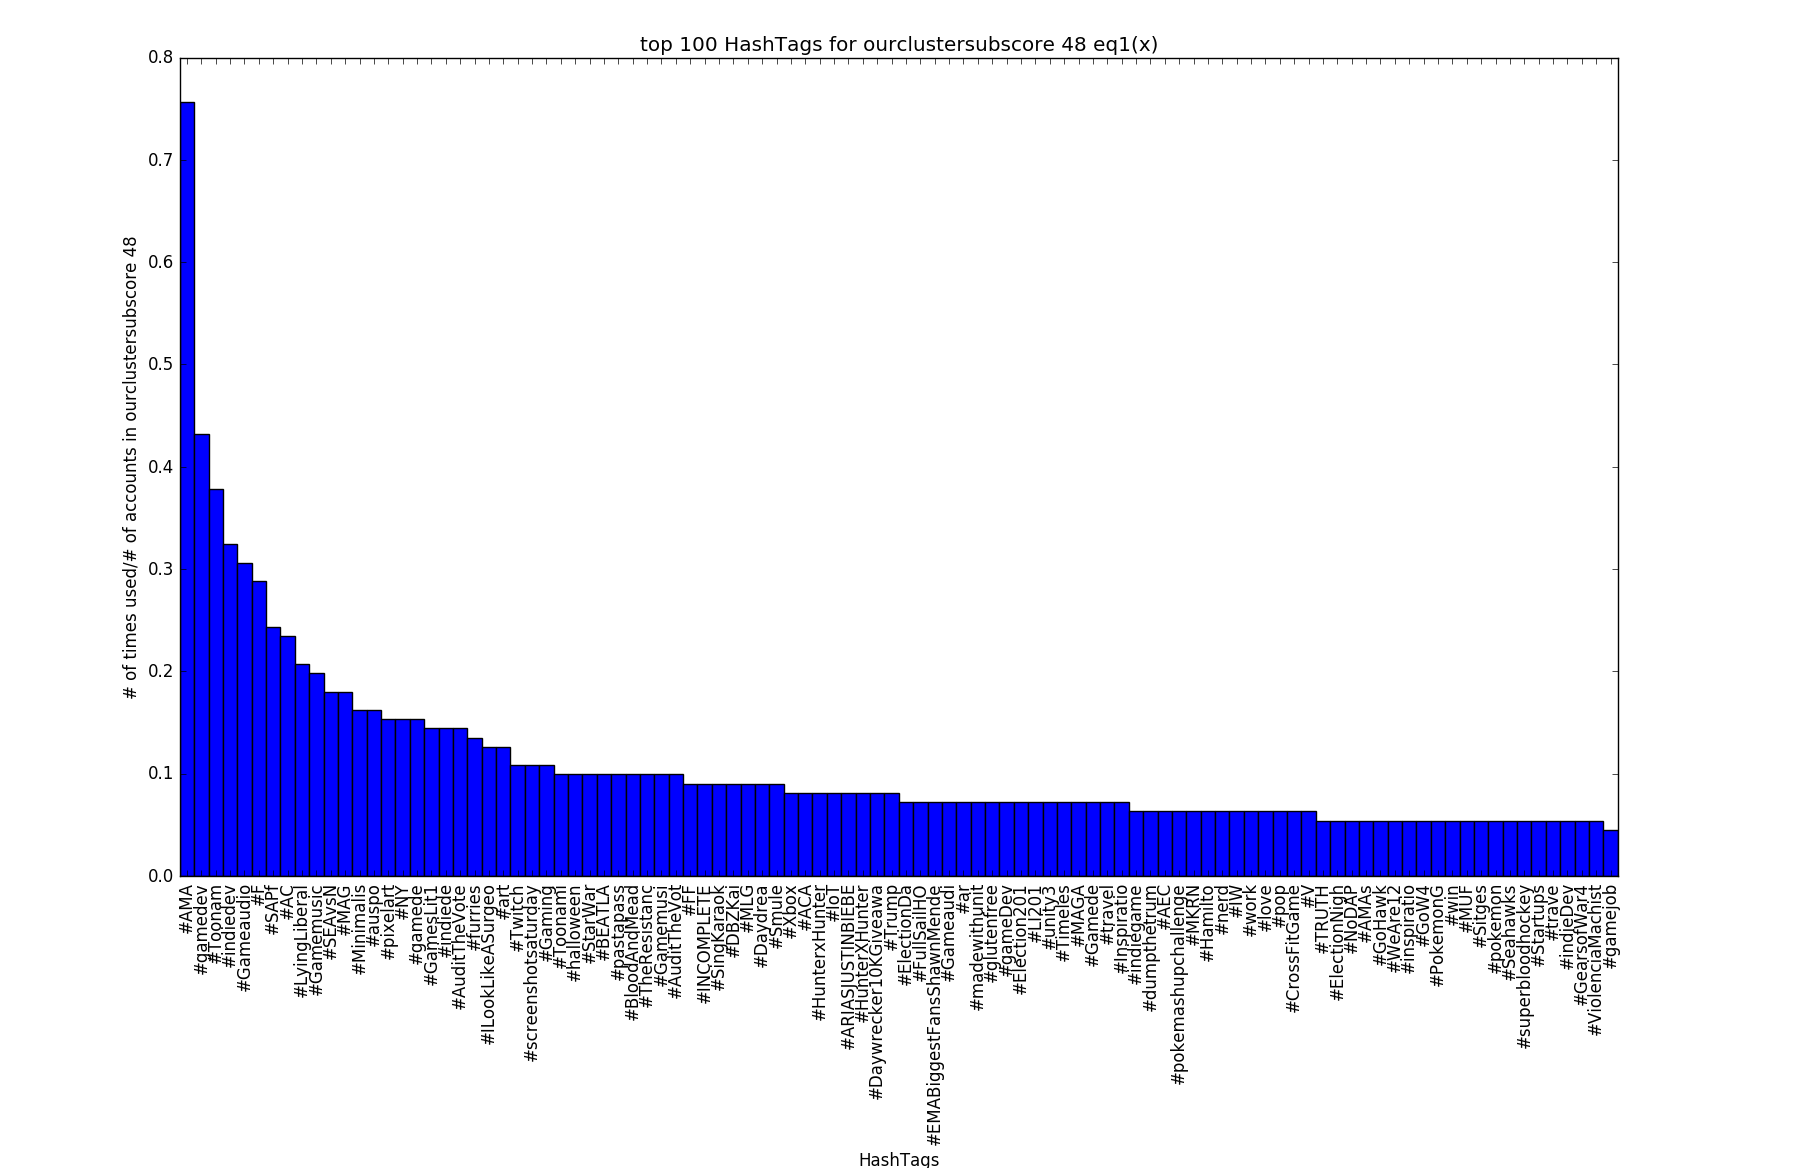 top 100 HashTags for ourclustersubscore 48 eq1(x)
# of times used/# of accounts in ourclustersubscore 48
0.8
0.7
0.6
0.5
0.4
0.3
0.2
0.1
0.0
#AMA
#gamedev
#Toonam
#indiedev
#Gameaudio
#F
#SAPf
#AC
#LyingLiberal
#Gamemusic
#SEAvsN
#MAG
#Minimalis
#auspo
#pixelart
#NY
#gamede
#GamesLit1
#indiede
#AuditTheVote
#furries
#ILookLikeASurgeo
#art
#Twitch
#screenshotsaturday
#Gaming
#Toonami
#halloween
#StarWar
#BEATLA
#pastapass
#BloodAndMead
#TheResistanc
#Gamemusi
#AuditTheVot
#FF
#INCOMPLETE
#SingKaraok
#DBZKai
#MLG
#Daydrea
#Smule
#Xbox
#ACA
#HunterxHunter
#IoT
#ARIASJUSTINBIEBE
#HunterXHunter
#Daywrecker10KGiveawa
#Trump
#ElectionDa
#FullSailHO
#EMABiggestFansShawnMende
#Gameaudi
#ar
#madewithunit
#glutenfree
#gameDev
#Election201
#LI201
#unity3
#Timeles
#MAGA
#Gamede
#travel
#Inspiratio
#indegame
#dumpthetrum
#AEC
#pokemashupchallenge
#MKRN
#Hamilto
#nerd
#IW
#work
#love
#pop
#CrossFitGame
#V
#TRUTH
#ElectionNigh
#NoDAP
#AMAs
#GoHawk
#WeAre12
#inspiratio
#GoW4
#PokemonG
#win
#MUF
#Sitges
#pokemon
#Seahawks
#superbloodhockey
#Startups
#trave
#indieDev
#GearsofWar4
#ViolenciaMachist
#gamejob
HashTags